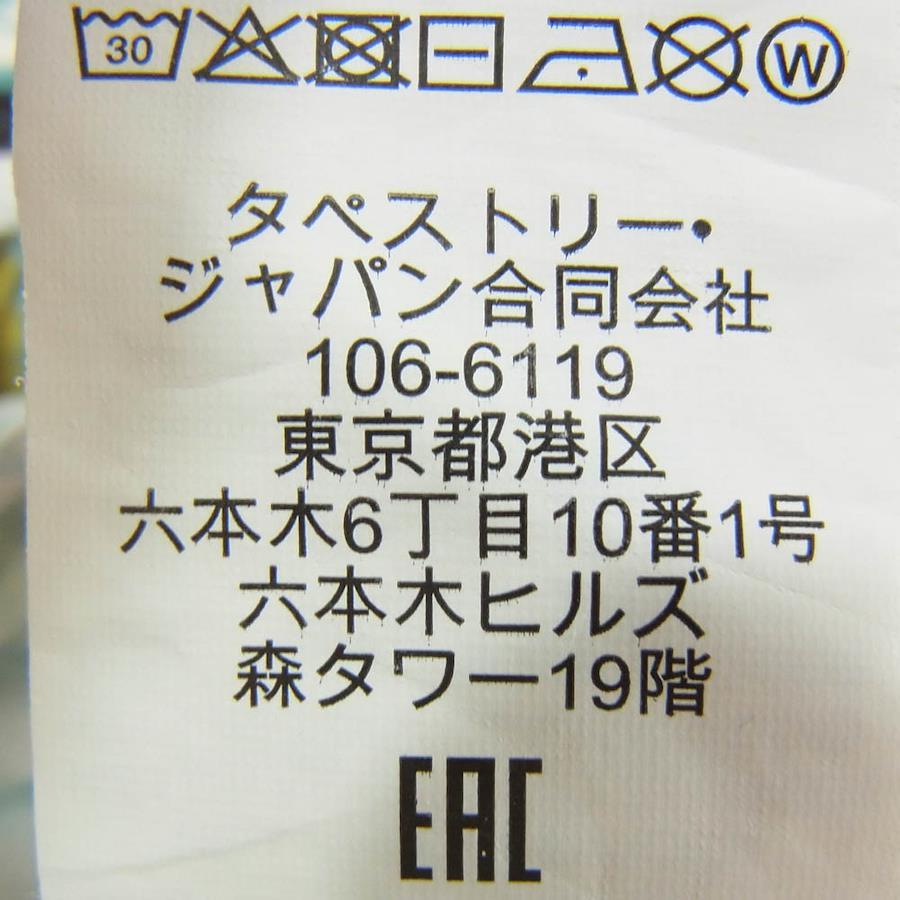 30 W
タペストリー・
ジャパン合同会社
106-6119
東京都港区
六本木6丁目10番1号
六本木ヒルズ
森タワー19階
EAC